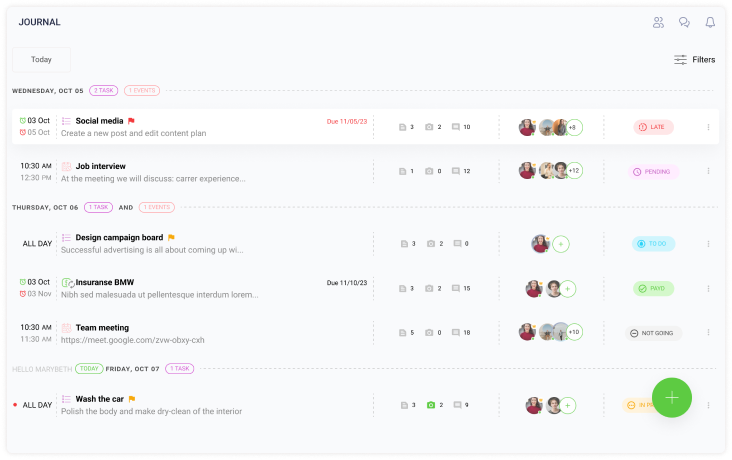 JOURNAL
Today
Filters
WEDNESDAY, OCT 05 2 TASK 1 EVENTS
03 Oct Social media Due 11/05/23 3 2 10 +8 LATE
05 Oct Create a new post and edit content plan
10:30 AM Job interview 1 0 12 +12 PENDING
12:30 PM At the meeting we will discuss: carrer experience...
THURSDAY, OCT 06 1 TASK AND 1 EVENTS
ALL DAY Design campaign board 3 2 0 + TO DO
Successful advertising is all about coming up wi...
03 Oct Insuranse BMW Due 11/10/23 3 2 15 + PAYD
03 Nov Nibh sed malesuada ut pellentesque interdum lorem...
10:30 AM Team meeting 5 0 18 +10 NOT GOING
11:30 AM https://meet.google.com/zvw-obxy-cxh
HELLO MARYBETH TODAY FRIDAY, OCT 07 1 TASK
ALL DAY Wash the car 3 2 9 + IN
Polish the body and make dry-clean of the interior